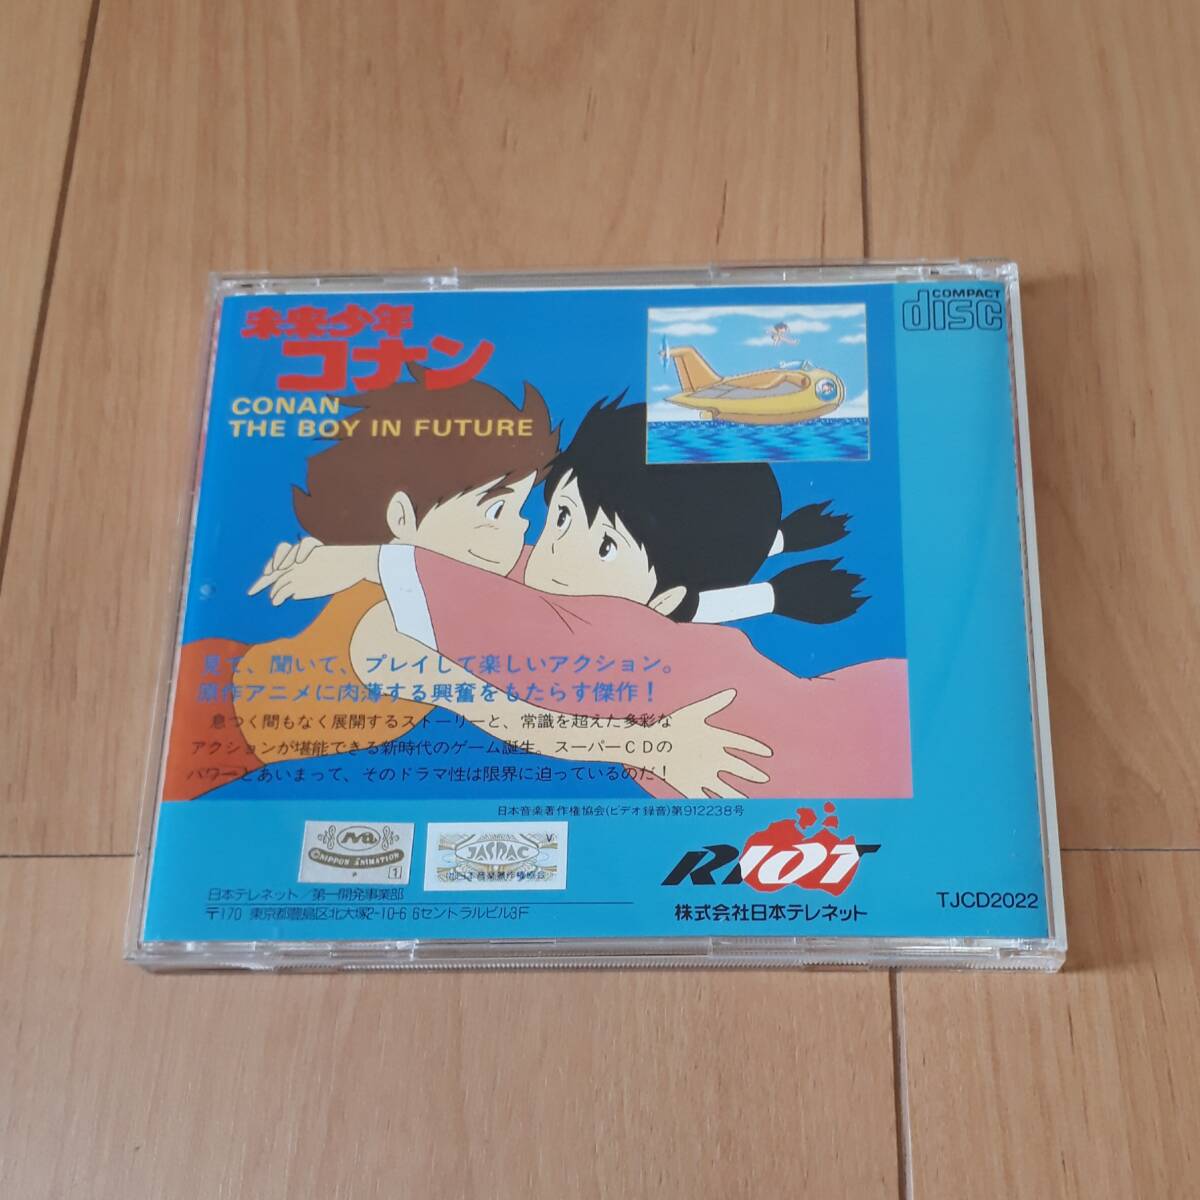 未来少年
コナン
CONAN
THE BOY IN FUTURE
COMPACT
disc
見て、聞いて、プレイして楽しいアクション。
原作アニメに肉薄する興奮をもたらす傑作！
息つく間もなく展開するストーリーと、常識を超えた多彩な
アクションが堪能できる新時代のゲーム誕生。スーパーCDの
パワーとあいまって、そのドラマ性は限界に迫っているのだ！
日本音楽著作権協会(ビデオ録音)第912238号
©NIPPON ANIMATION
1
V
JASRAC
日本音楽著作権協会
RIOT
日本テレネット／第一開発事業部
〒170 東京都豊島区北大塚2-10-6 6セントラルビル3F
株式会社日本テレネット
TJCD2022